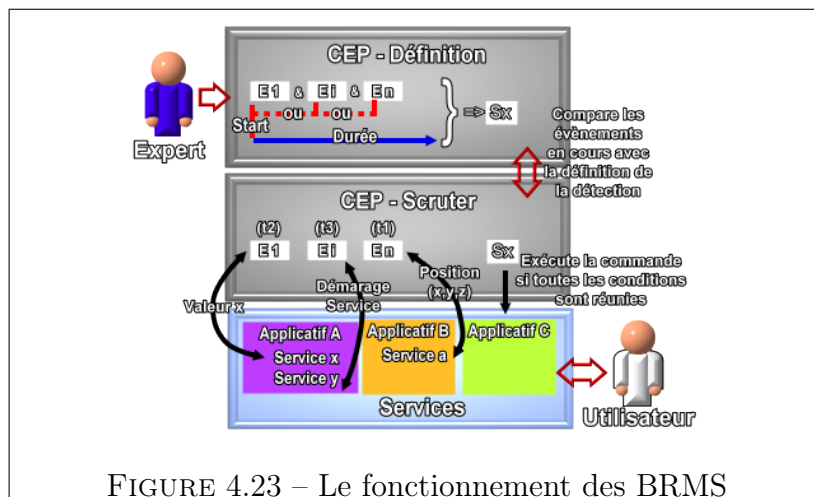 CEP - Définition
E1 & Ei & En
ou ou
Start
Durée
=> Sx
Expert
Compare les
évènements
en cours avec
la définition de
la détection
CEP - Scruter
(t2) (t3) (t1)
E1 Ei En
Sx
Exécute la commande
si toutes les conditions
sont réunies
Position
(x,y,z)
Démarage
Service
Valeur x
Applicatif A
Service x
Service y
Applicatif B
Service a
Applicatif C
Services
Utilisateur
FIGURE 4.23 – Le fonctionnement des BRMS